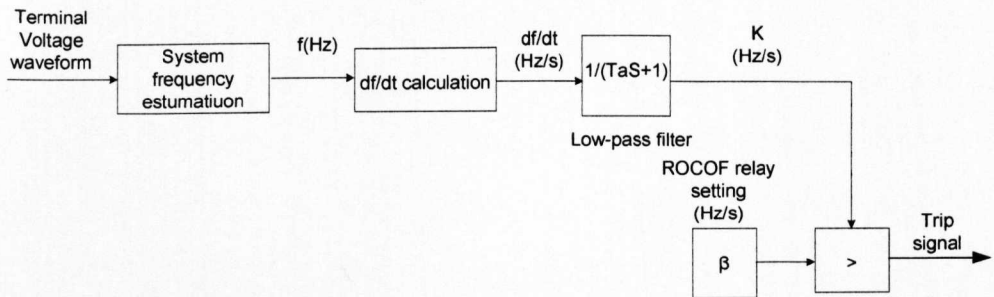 Terminal
Voltage
waveform
System
frequency
estumatiuon
f(Hz)
df/dt calculation
df/dt
(Hz/s)
1/(TaS+1)
Low-pass filter
K
(Hz/s)
ROCOF relay
setting
(Hz/s)
β
>
Trip
signal